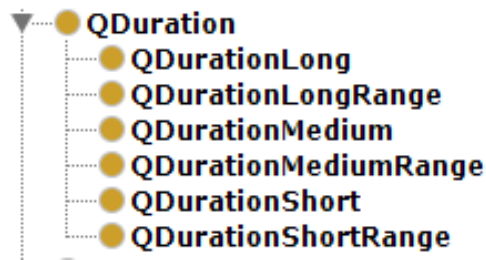 QDuration
QDurationLong
QDurationLongRange
QDurationMedium
QDurationMediumRange
QDurationShort
QDurationShortRange